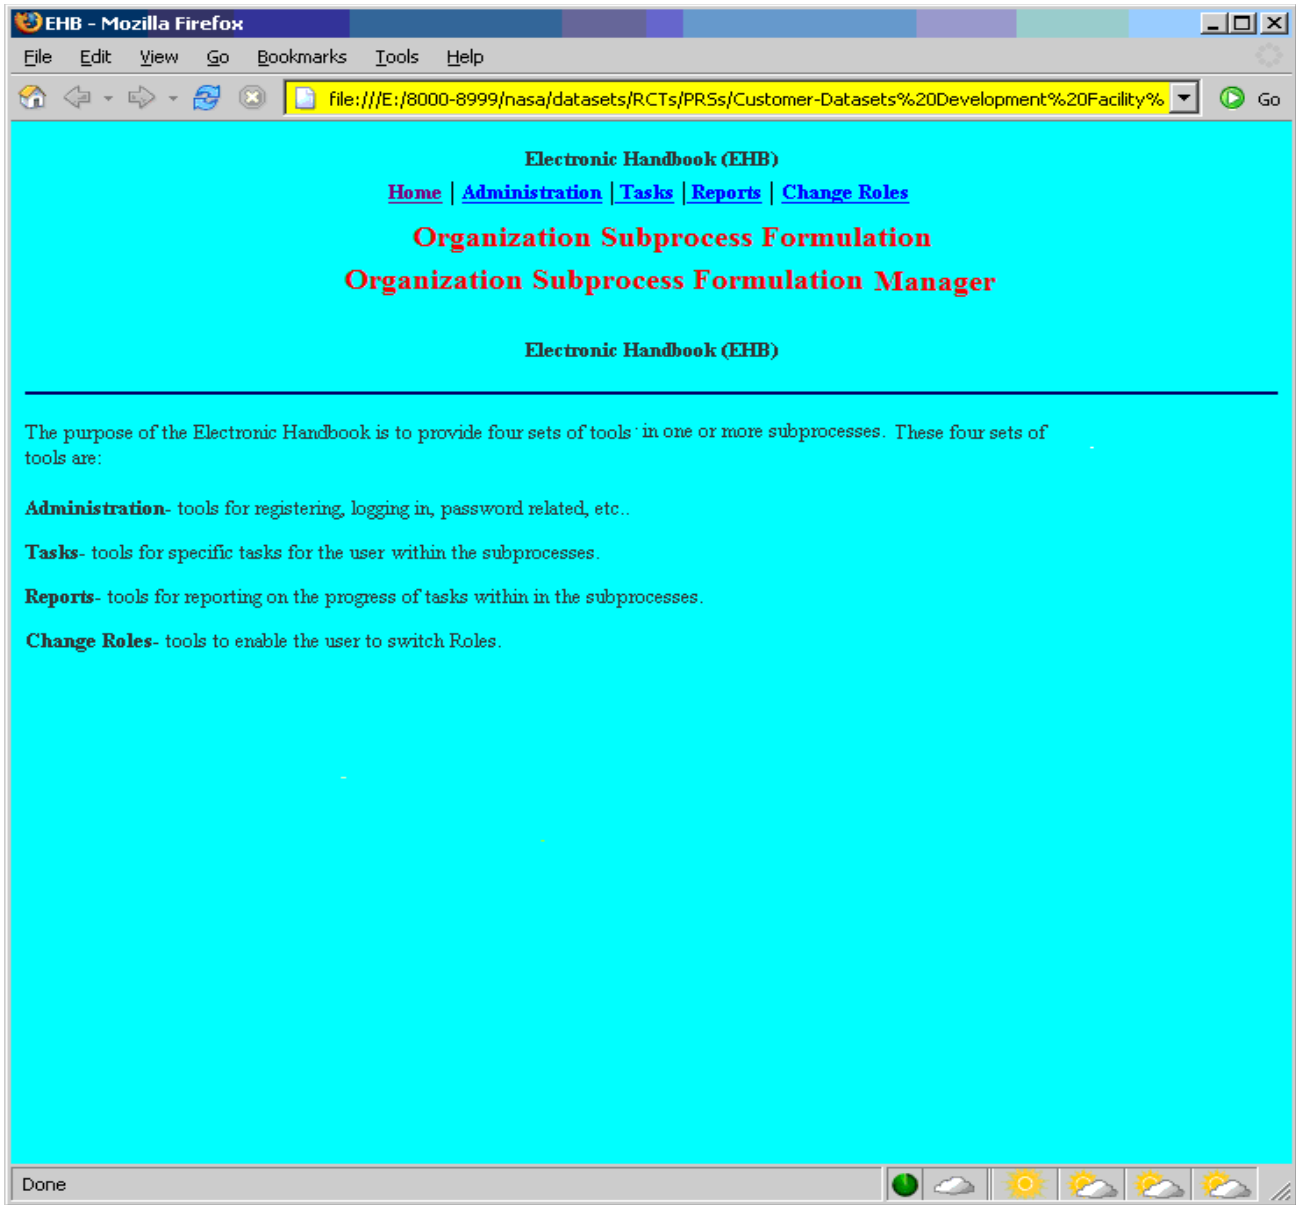 EHB - Mozilla Firefox
File Edit View Go Bookmarks Tools Help
file:///E:/8000-8999/nasa/datasets/RCTs/PRSs/Customer-Datasets%20Development%20Facility% Go
Electronic Handbook (EHB)
Home | Administration | Tasks | Reports | Change Roles
Organization Subprocess Formulation
Organization Subprocess Formulation Manager
Electronic Handbook (EHB)
The purpose of the Electronic Handbook is to provide four sets of tools in one or more subprocesses. These four sets of
tools are:
Administration- tools for registering, logging in, password related, etc..
Tasks- tools for specific tasks for the user within the subprocesses.
Reports- tools for reporting on the progress of tasks within in the subprocesses.
Change Roles- tools to enable the user to switch Roles.
Done